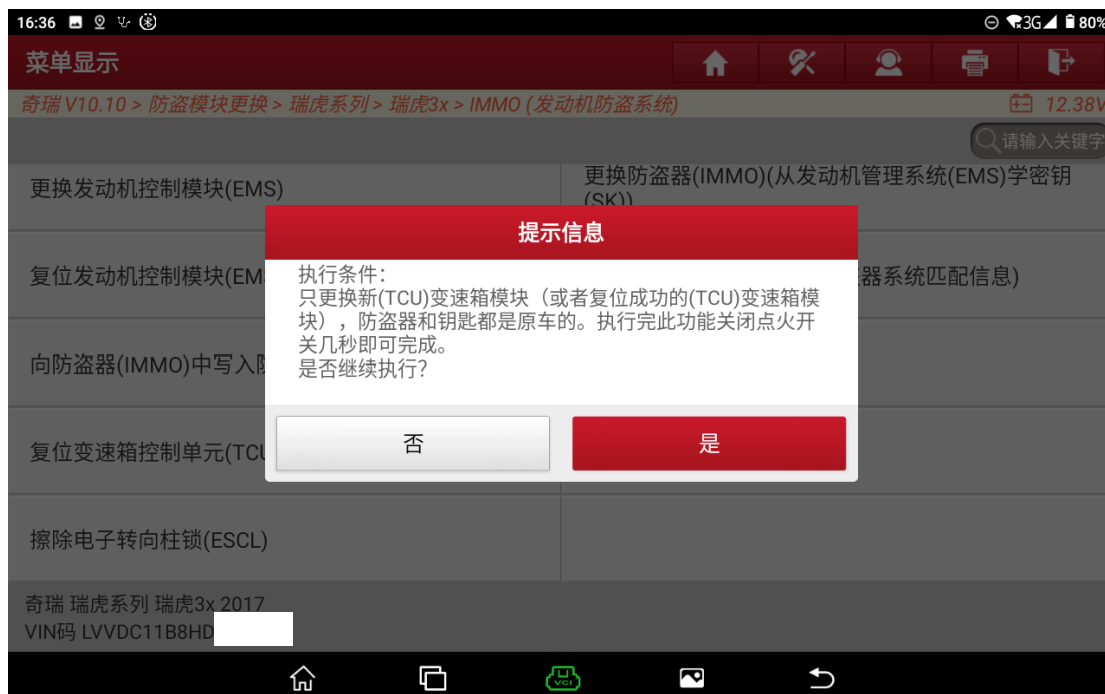 16:36
3G 80%
菜单显示
奇瑞 V10.10 > 防盗模块更换 > 瑞虎系列 > 瑞虎3x > IMMO (发动机防盗系统)
12.38V
请输入关键字
更换发动机控制模块(EMS)
更换防盗器(IMMO)(从发动机管理系统(EMS)学密钥
(SK))
提示信息
复位发动机控制模块(EM
器系统匹配信息)
执行条件：
只更换新(TCU)变速箱模块（或者复位成功的(TCU)变速箱模
块），防盗器和钥匙都是原车的。执行完此功能关闭点火开
关几秒即可完成。
是否继续执行？
向防盗器(IMMO)中写入
否
是
复位变速箱控制单元(TCU
擦除电子转向柱锁(ESCL)
奇瑞 瑞虎系列 瑞虎3x 2017
VIN码 LVVDC11B8HD
VCI